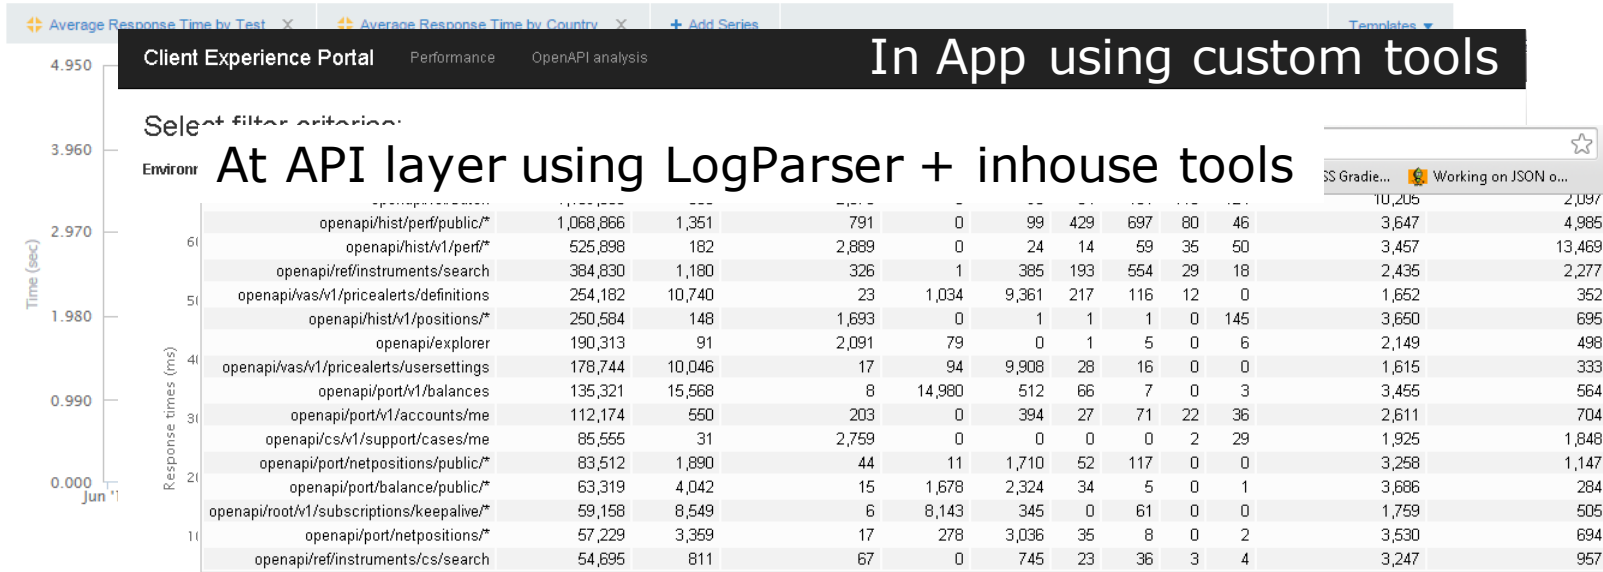 Average Response Time by Test X Average Response Time by Country X + Add Series Templates
4.950
Client Experience Portal Performance OpenAPI analysis In App using custom tools
Select filter criterias:
3.960
At API layer using LogParser + inhouse tools
SS Gradie... Working on JSON o...
10,205 2,097
openapi/hist/perf/public/* 1,068,866 1,351 791 0 99 429 697 80 46 3,647 4,985
2.970
openapi/hist/v1/perf/* 525,898 182 2,889 0 24 14 59 35 50 3,457 13,469
openapi/ref/instruments/search 384,830 1,180 326 1 385 193 554 29 18 2,435 2,277
Time (sec)
openapi/vas/v1/pricealerts/definitions 254,182 10,740 23 1,034 9,361 217 116 12 0 1,652 352
1.980
openapi/hist/v1/positions/* 250,584 148 1,693 0 1 1 1 0 145 3,650 695
openapi/explorer 190,313 91 2,091 79 0 1 5 0 6 2,149 498
openapi/vas/v1/pricealerts/usersettings 178,744 10,046 17 94 9,908 28 16 0 0 1,615 333
openapi/port/v1/balances 135,321 15,568 8 14,980 512 66 7 0 3 3,455 564
0.990
openapi/port/v1/accounts/me 112,174 550 203 0 394 27 71 22 36 2,611 704
Response times (ms)
openapi/cs/v1/support/cases/me 85,555 31 2,759 0 0 0 0 2 29 1,925 1,848
openapi/port/netpositions/public/* 83,512 1,890 44 11 1,710 52 117 0 0 3,258 1,147
0.000
openapi/port/balance/public/* 63,319 4,042 15 1,678 2,324 34 5 0 1 3,686 284
Jun '1
openapi/root/v1/subscriptions/keepalive/* 59,158 8,549 6 8,143 345 0 61 0 0 1,759 505
openapi/port/netpositions/* 57,229 3,359 17 278 3,036 35 8 0 2 3,530 694
openapi/ref/instruments/cs/search 54,695 811 67 0 745 23 36 3 4 3,247 957